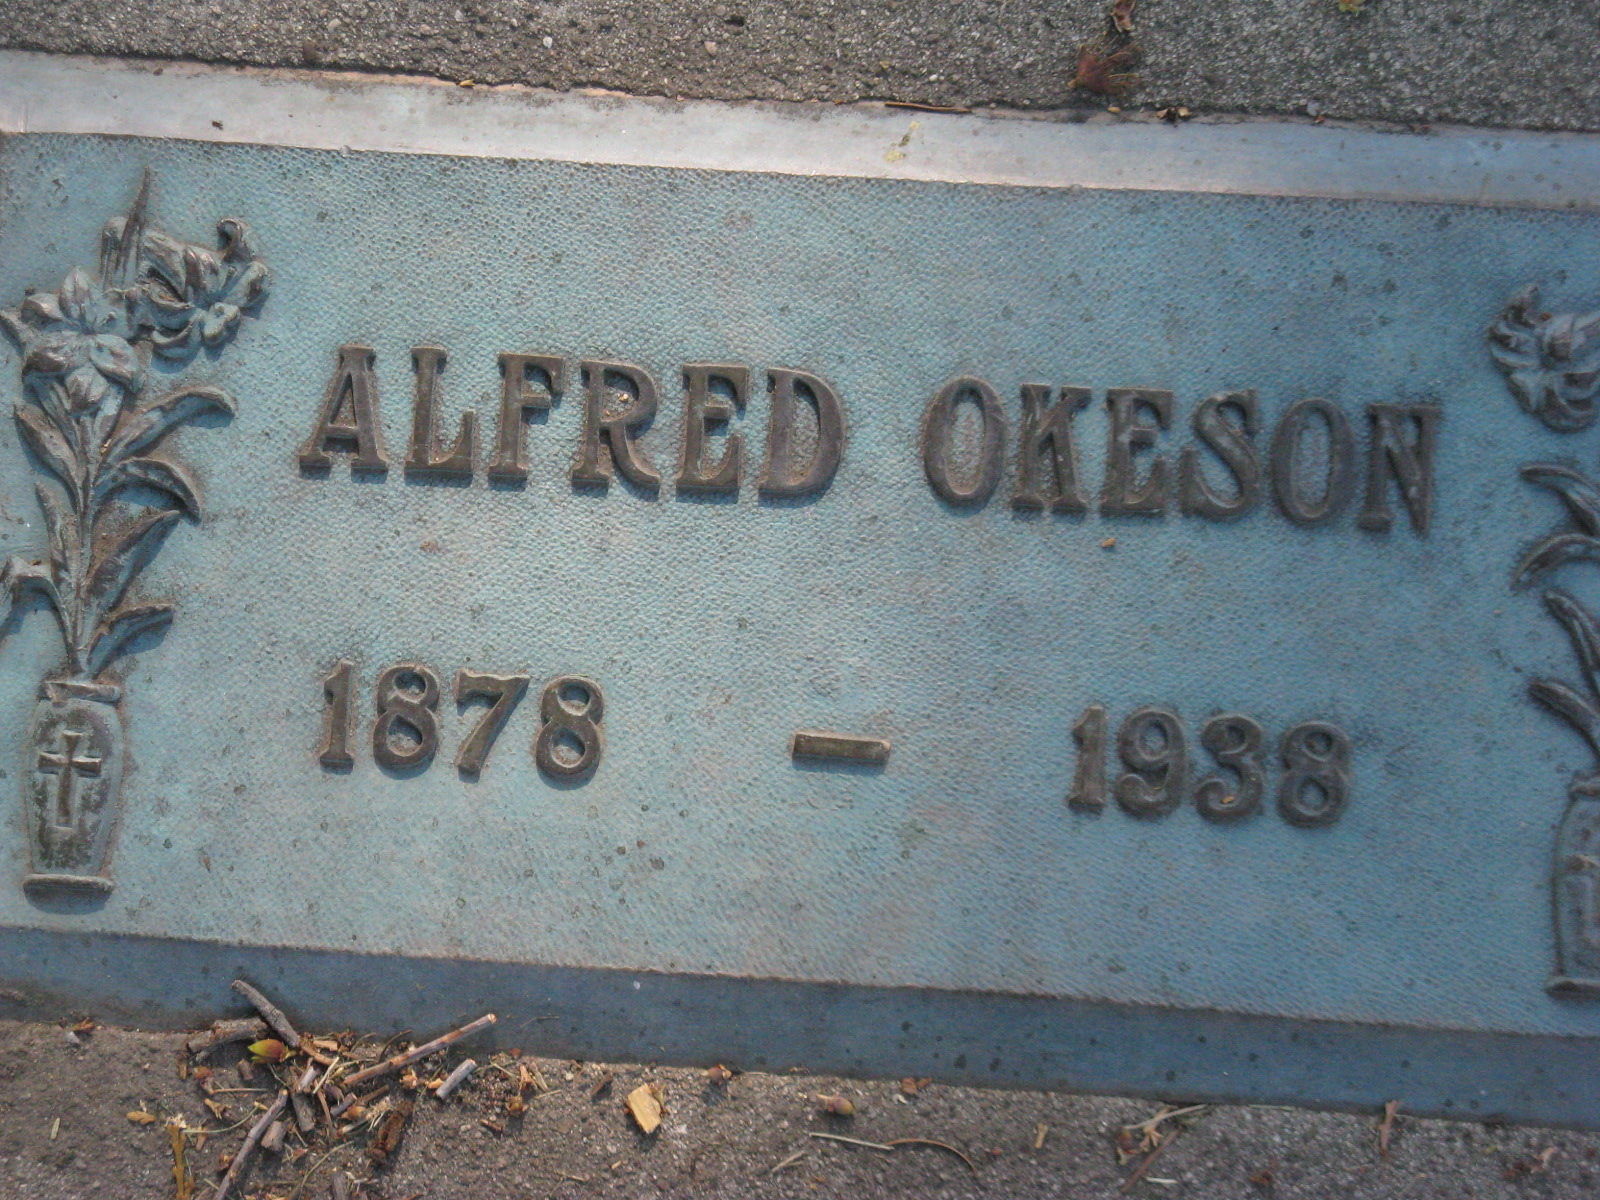 ALFRED OKESON
1878 – 1938